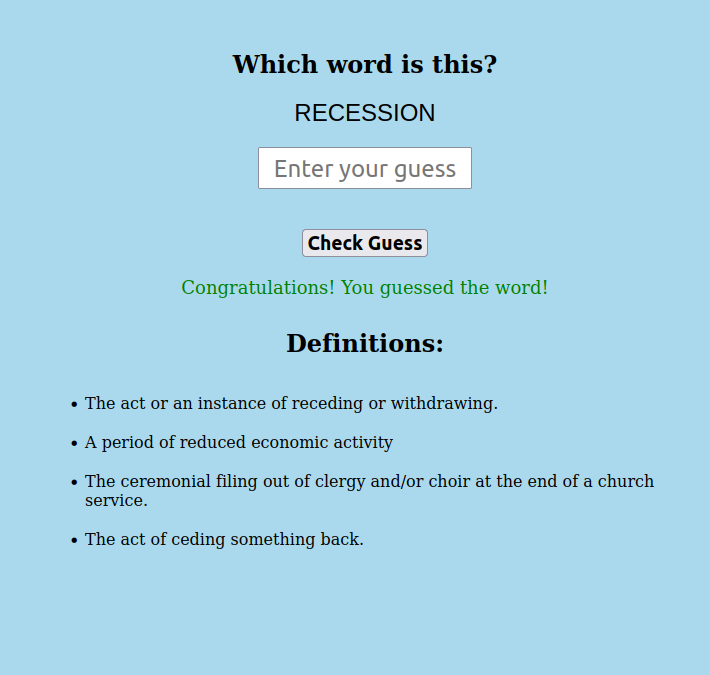 Which word is this?
RECESSION
Enter your guess
Check Guess
Congratulations! You guessed the word!
Definitions:
• The act or an instance of receding or withdrawing.
• A period of reduced economic activity
• The ceremonial filing out of clergy and/or choir at the end of a church
service.
• The act of ceding something back.